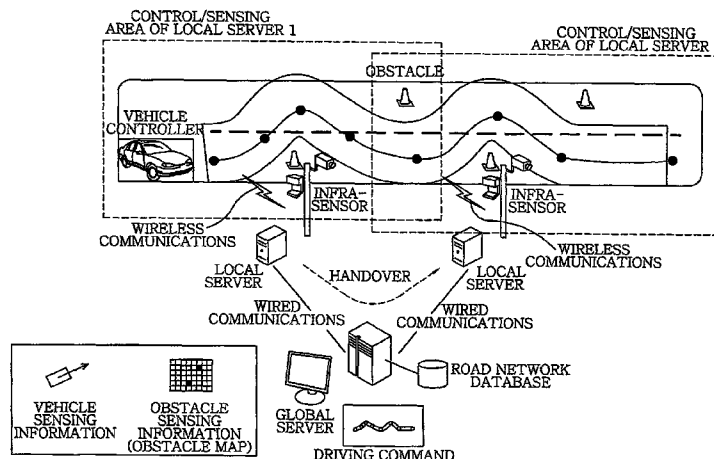 CONTROL/SENSING
AREA OF LOCAL SERVER 1
CONTROL/SENSING
AREA OF LOCAL SERVER
OBSTACLE
VEHICLE
CONTROLLER
INFRA-
SENSOR
INFRA-
SENSOR
WIRELESS
COMMUNICATIONS
WIRELESS
COMMUNICATIONS
LOCAL
SERVER
HANDOVER
LOCAL
SERVER
WIRED
COMMUNICATIONS
WIRED
COMMUNICATIONS
ROAD NETWORK
DATABASE
GLOBAL
SERVER
VEHICLE
SENSING
INFORMATION
OBSTACLE
SENSING
INFORMATION
(OBSTACLE MAP)
DRIVING COMMAND